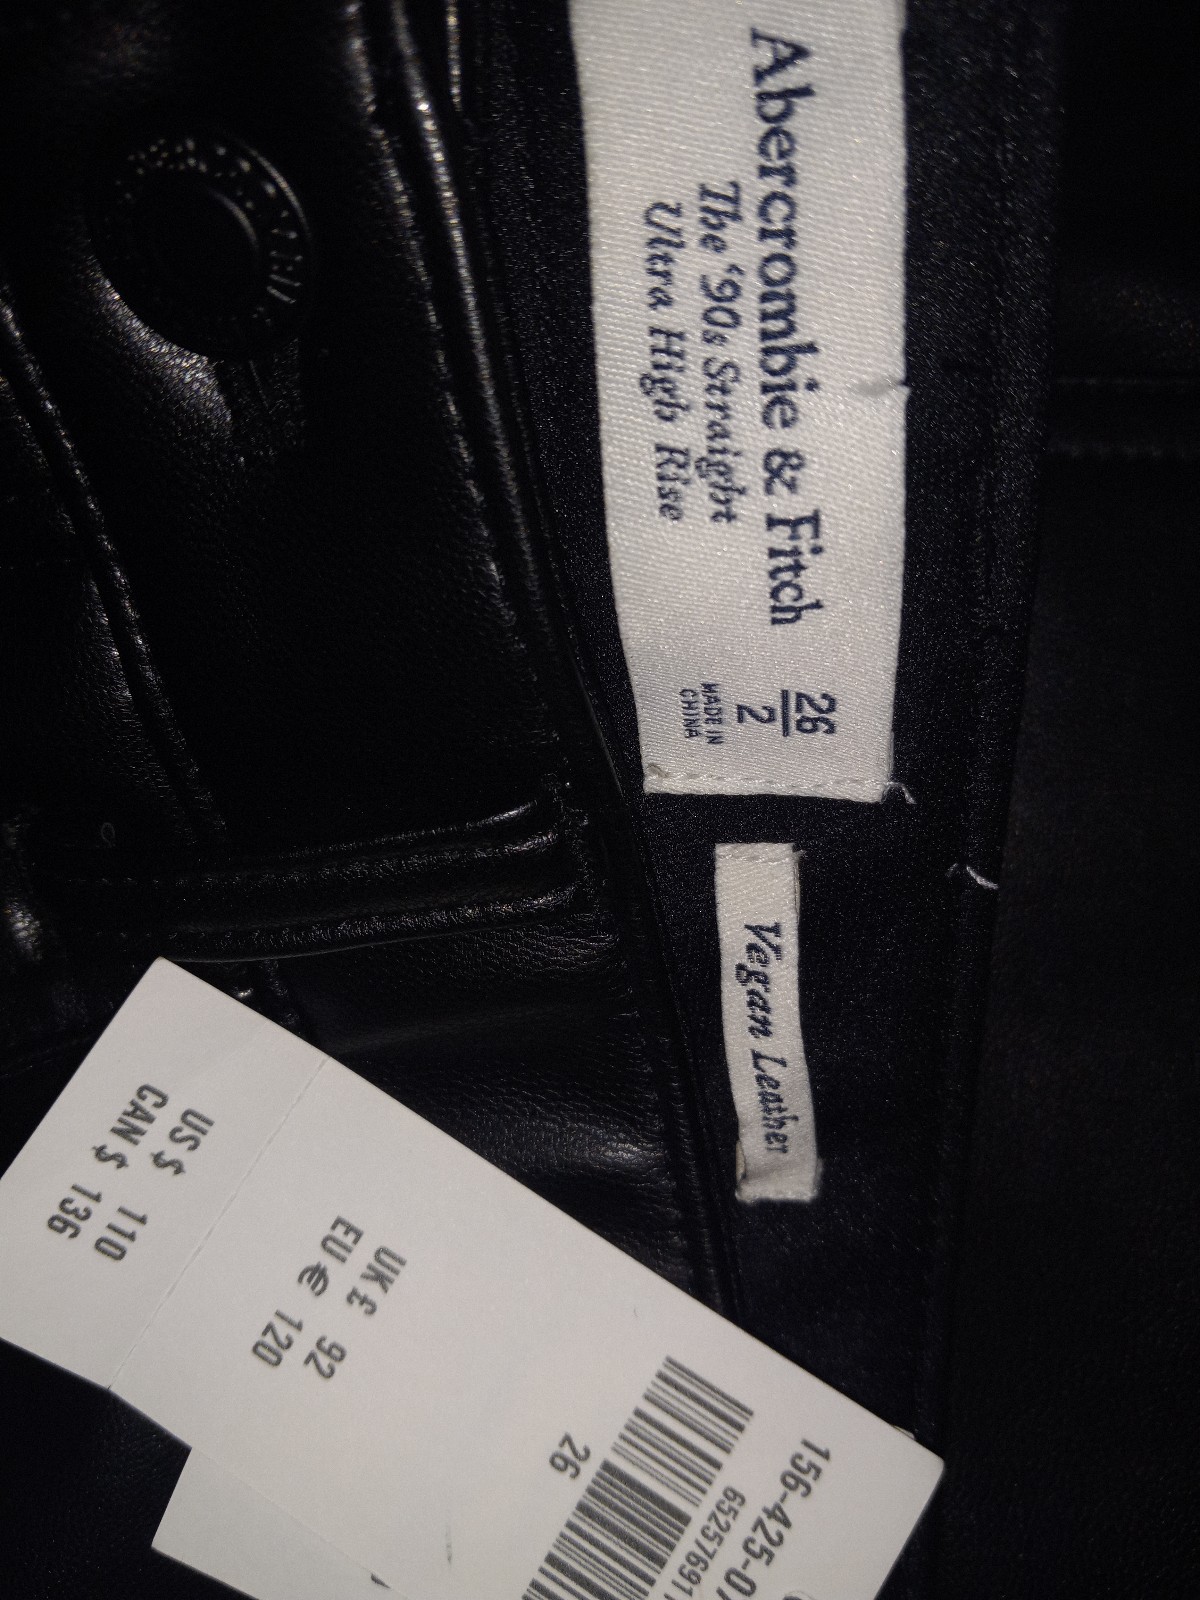 Abercrombie & Fitch
The '90s Straight
Ultra High Rise
26
2
MADE IN
CHINA
Vegan Leather
US$ 110
CAN$ 136
UK£ 92
EU€ 120
26